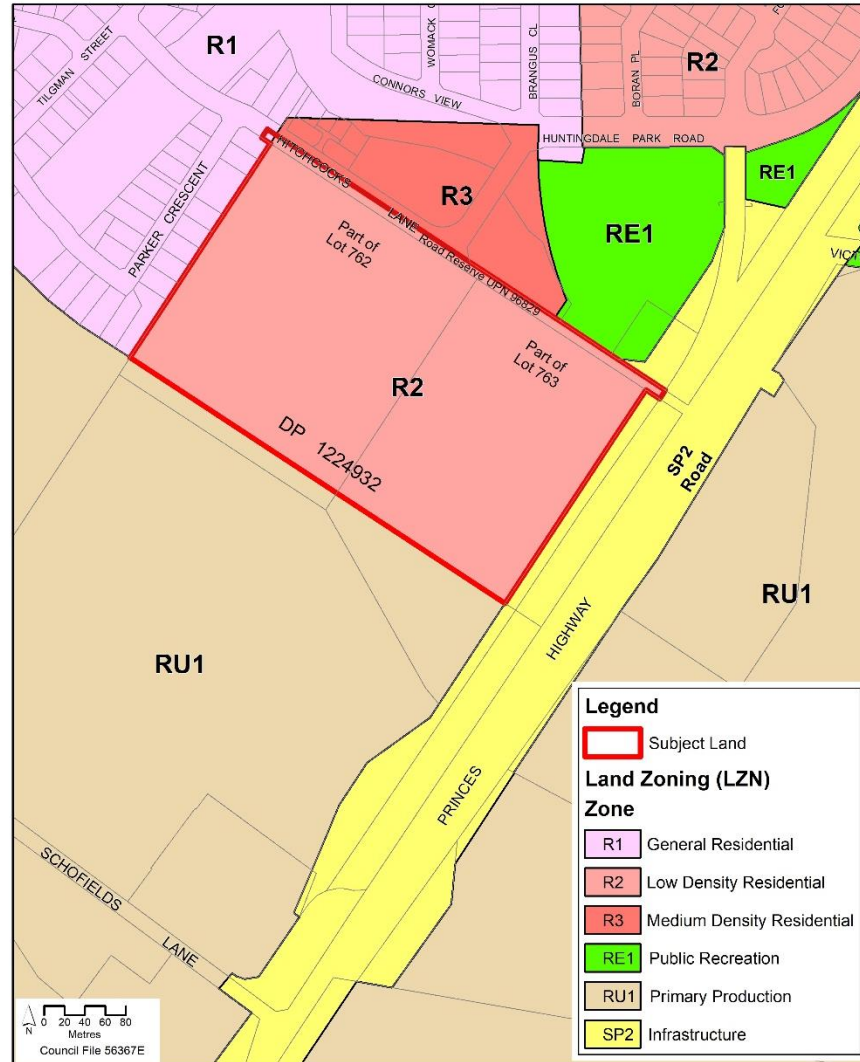 R1
TILGMAN STREET
WOMACK C
BRANGUS CL
BORAN PL
R2
CONNORS VIEW
HUNTINGDALE PARK ROAD
HITCHCOCKS
LANE Road Reserve UPN 96829
PARKER CRESCENT
R3
RE1
RE1
Part of
Lot 762
Part of
Lot 763
R2
DP 1224932
SP2
Road
RU1
RU1
PRINCES
HIGHWAY
SCHOFIELDS
LANE
Legend
Subject Land
Land Zoning (LZN)
Zone
R1 General Residential
R2 Low Density Residential
R3 Medium Density Residential
RE1 Public Recreation
RU1 Primary Production
SP2 Infrastructure
N
0 20 40 60 80
Metres
Council File 56367E